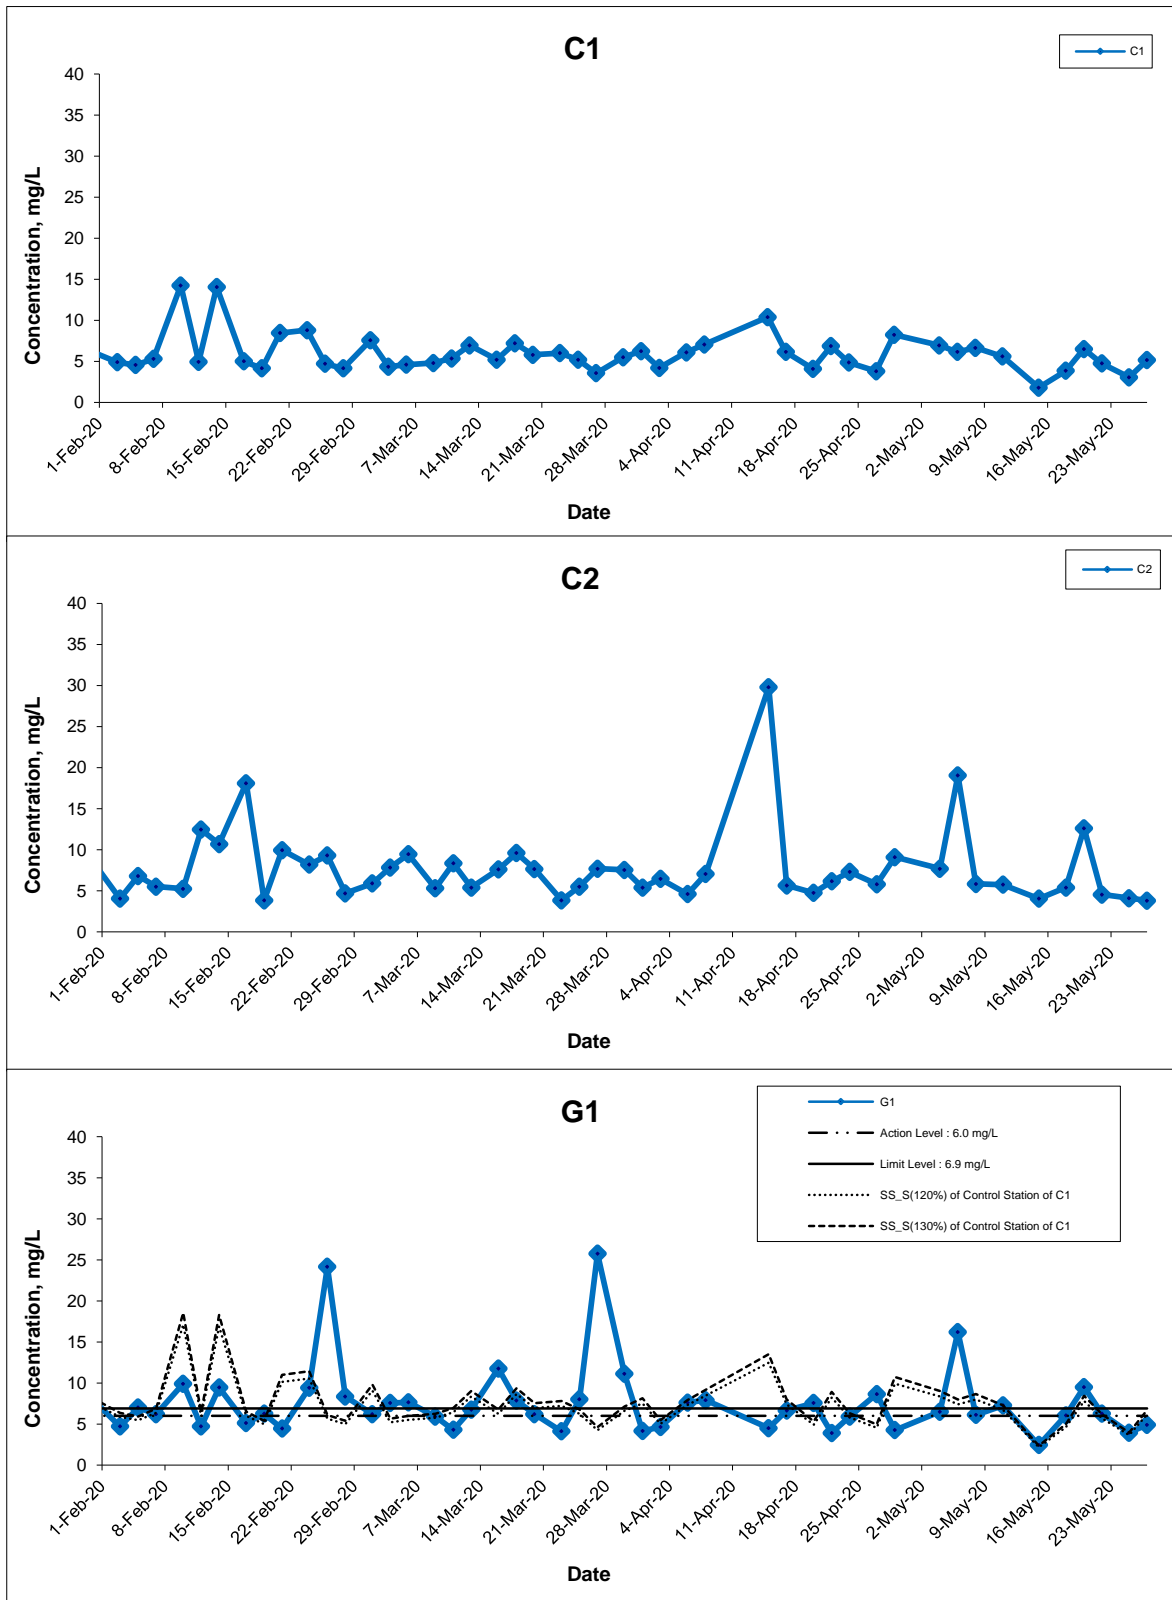 C1
C1
40
35
30
25
20
15
10
5
0
Concentration, mg/L
1-Feb-20
8-Feb-20
15-Feb-20
22-Feb-20
29-Feb-20
7-Mar-20
14-Mar-20
21-Mar-20
28-Mar-20
4-Apr-20
11-Apr-20
18-Apr-20
25-Apr-20
2-May-20
9-May-20
16-May-20
23-May-20
Date
C2
C2
40
35
30
25
20
15
10
5
0
Concentration, mg/L
1-Feb-20
8-Feb-20
15-Feb-20
22-Feb-20
29-Feb-20
7-Mar-20
14-Mar-20
21-Mar-20
28-Mar-20
4-Apr-20
11-Apr-20
18-Apr-20
25-Apr-20
2-May-20
9-May-20
16-May-20
23-May-20
Date
G1
G1
Action Level : 6.0 mg/L
Limit Level : 6.9 mg/L
SS_S(120%) of Control Station of C1
SS_S(130%) of Control Station of C1
40
35
30
25
20
15
10
5
0
Concentration, mg/L
1-Feb-20
8-Feb-20
15-Feb-20
22-Feb-20
29-Feb-20
7-Mar-20
14-Mar-20
21-Mar-20
28-Mar-20
4-Apr-20
11-Apr-20
18-Apr-20
25-Apr-20
2-May-20
9-May-20
16-May-20
23-May-20
Date